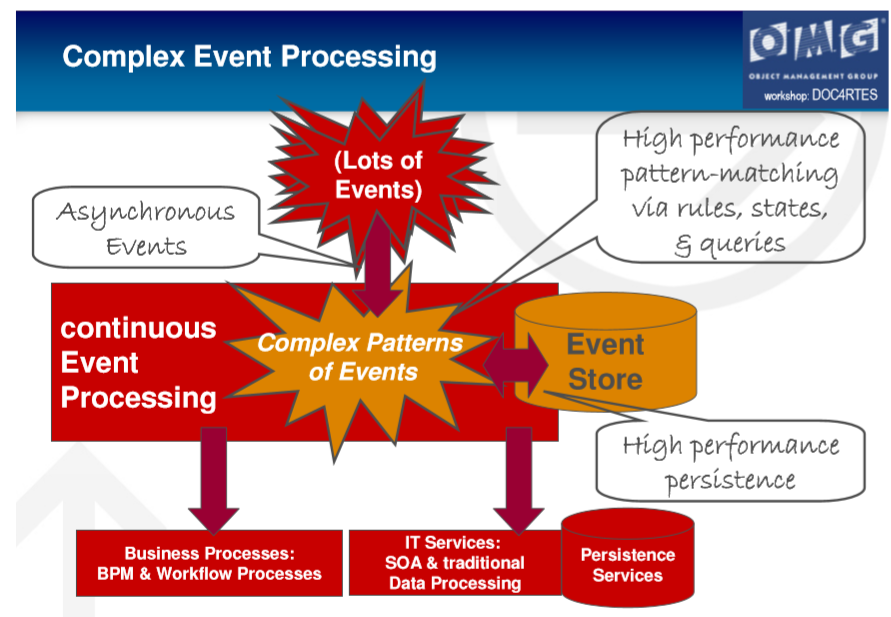 Complex Event Processing
OMG
OBJECT MANAGEMENT GROUP
workshop: DOC4RTES
(Lots of
Events)
High performance
pattern-matching
via rules, states,
& queries
Asynchronous
Events
continuous
Event
Processing
Complex Patterns
of Events
Event
Store
High performance
persistence
Business Processes:
BPM & Workflow Processes
IT Services:
SOA & traditional
Data Processing
Persistence
Services